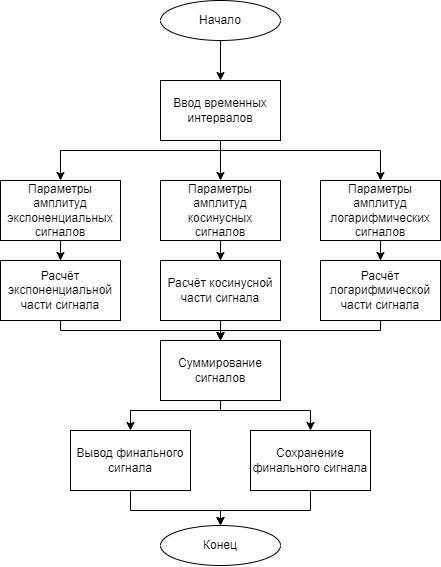 Начало
Ввод временных
интервалов
Параметры
амплитуд
экспоненциальных
сигналов
Параметры
амплитуд
косинусных
сигналов
Параметры
амплитуд
логарифмических
сигналов
Расчёт
экспоненциальной
части сигнала
Расчёт косинусной
части сигнала
Расчёт
логарифмической
части сигнала
Суммирование
сигналов
Вывод финального
сигнала
Сохранение
финального сигнала
Конец